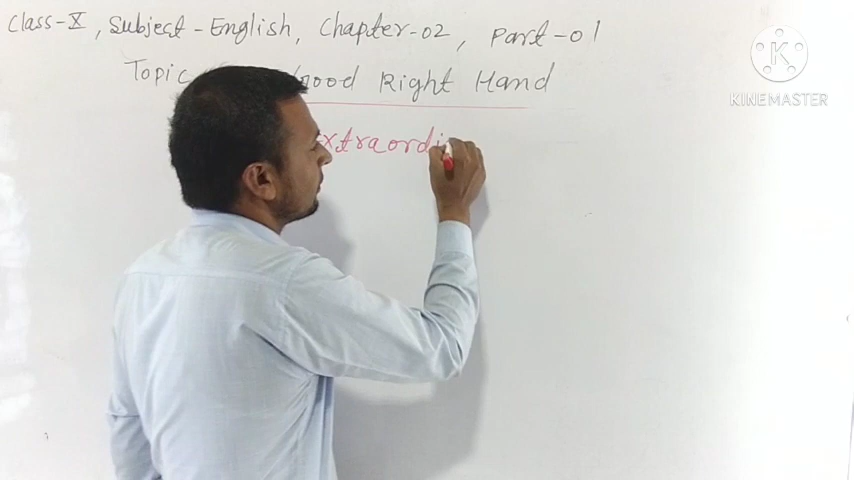 Class-X, Subject-English, Chapter-02, Part-01
Topic Good Right Hand
xtraordi
K
KINEMASTER